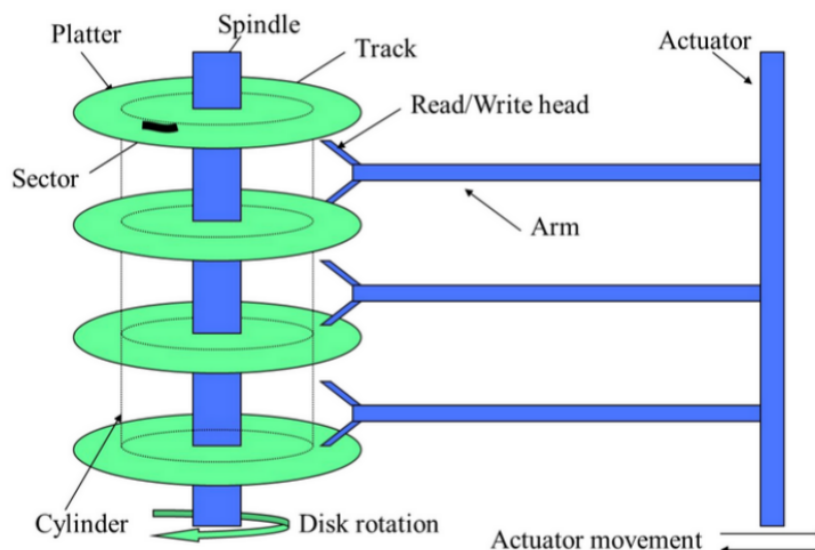 Spindle
Platter
Track
Actuator
Read/Write head
Sector
Arm
Cylinder
Disk rotation
Actuator movement